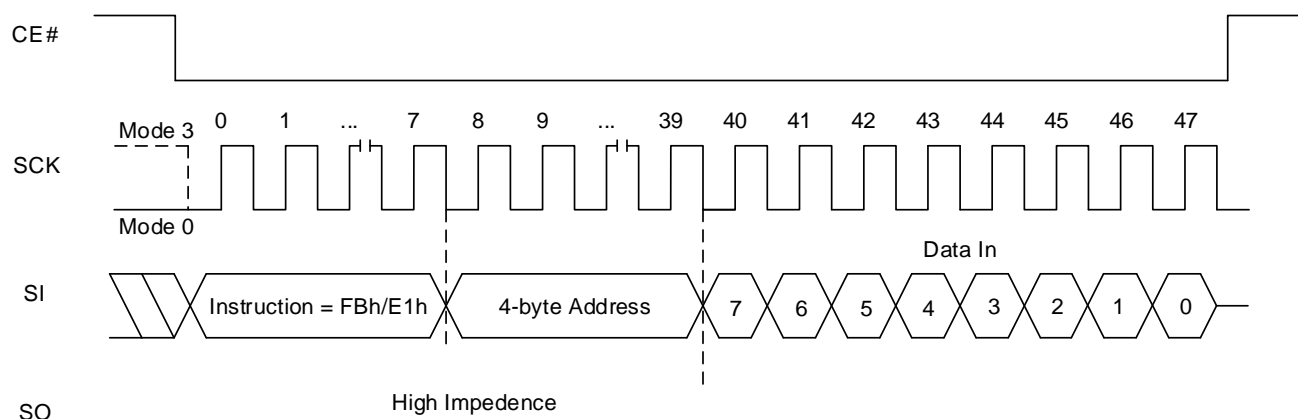 CE#
Mode 3
0 1 ... 7 8 9 ... 39 40 41 42 43 44 45 46 47
SCK
Mode 0
Data In
SI
Instruction = FBh/E1h
4-byte Address
7 6 5 4 3 2 1 0
High Impedence
SO